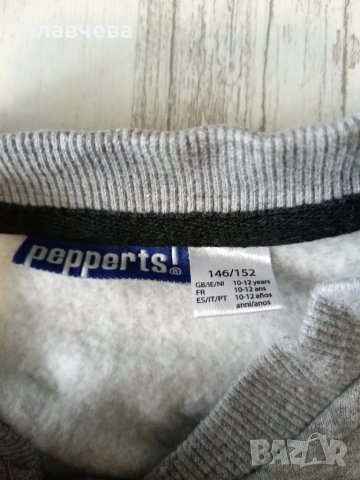 Славчева
pepperts!
146/152
GB/IE/NI 10-12 years
FR 10-12 ans
ES/IT/PT 10-12 años
anni/anos
BAZAR